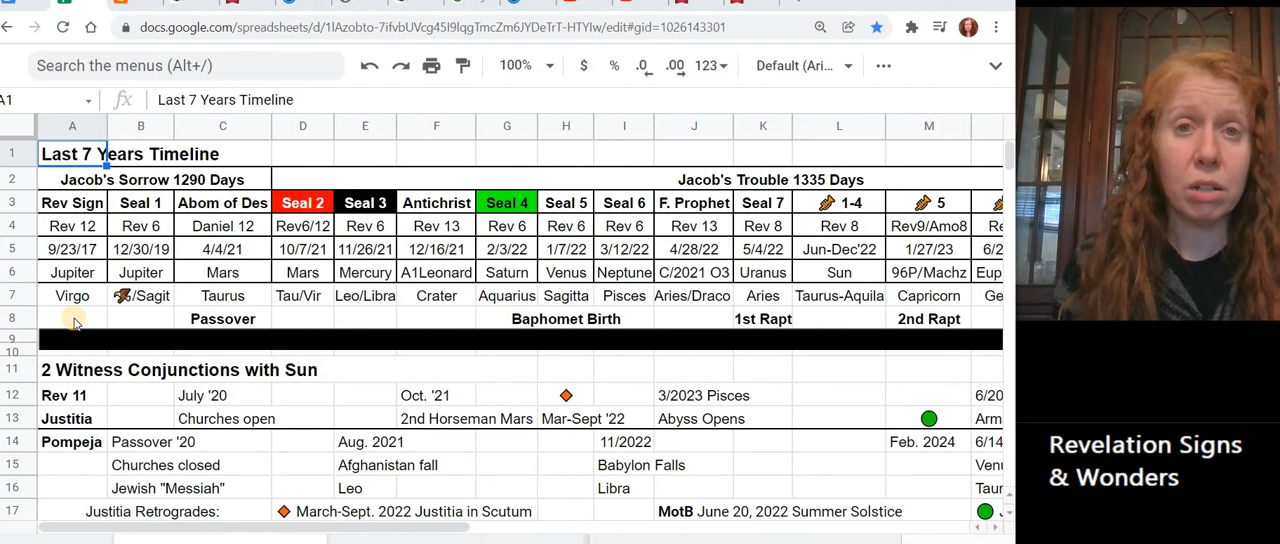 docs.google.com/spreadsheets/d/1lAzobto-7ifvbUVcg45I9lqgTmcZm6JYDeTrT-HTYIw/edit#gid=1026143301
Search the menus (Alt+/)
100%
$ % .0 .00 123
Default (Ari...
A1
fx
Last 7 Years Timeline
A B C D E F G H I J K L M
1 Last 7 Years Timeline
2 Jacob's Sorrow 1290 Days Jacob's Trouble 1335 Days
3 Rev Sign Seal 1 Abom of Des Seal 2 Seal 3 Antichrist Seal 4 Seal 5 Seal 6 F. Prophet Seal 7 1-4 5
4 Rev 12 Rev 6 Daniel 12 Rev6/12 Rev 6 Rev 13 Rev 6 Rev 6 Rev 6 Rev 13 Rev 8 Rev 8 Rev9/Amo8 Re
5 9/23/17 12/30/19 4/4/21 10/7/21 11/26/21 12/16/21 2/3/22 1/7/22 3/12/22 4/28/22 5/4/22 Jun-Dec'22 1/27/23 6/2
6 Jupiter Jupiter Mars Mars Mercury A1Leonard Saturn Venus Neptune C/2021 O3 Uranus Sun 96P/Machz Eup
7 Virgo /Sagit Taurus Tau/Vir Leo/Libra Crater Aquarius Sagitta Pisces Aries/Draco Aries Taurus-Aquila Capricorn Ge
8 Passover Baphomet Birth 1st Rapt 2nd Rapt
9
10
11 2 Witness Conjunctions with Sun
12 Rev 11 July '20 Oct. '21 3/2023 Pisces 6/20
13 Justitia Churches open 2nd Horseman Mars Mar-Sept '22 Abyss Opens Arm
14 Pompeja Passover '20 Aug. 2021 11/2022 Feb. 2024 6/14
15 Churches closed Afghanistan fall Babylon Falls Ven
16 Jewish "Messiah" Leo Libra Taur
17 Justitia Retrogrades: March-Sept. 2022 Justitia in Scutum MotB June 20, 2022 Summer Solstice
Revelation Signs
& Wonders